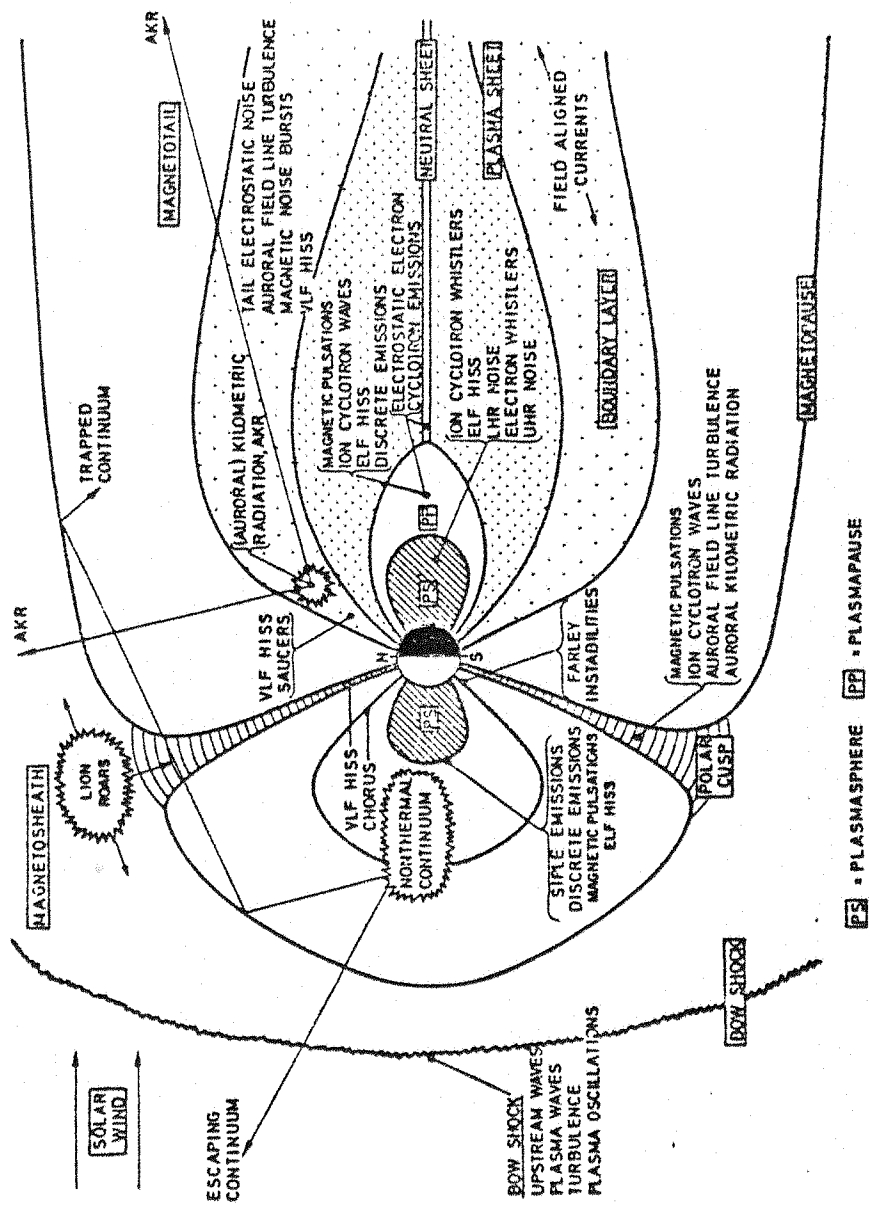 SOLAR
WIND
MAGNETOSHEATH
LION
ROARS
AKR
TRAPPED
CONTINUUM
MAGNETOTAIL
AKR
ESCAPING
CONTINUUM
VLF HISS
SAUCERS
(AURORAL) KILOMETRIC
RADIATION, AKR
TAIL ELECTROSTATIC NOISE
AURORAL FIELD LINE TURBULENCE
MAGNETIC NOISE BURSTS
VLF HISS
VLF HISS
CHORUS
N
MAGNETIC PULSATIONS
ION CYCLOTRON WAVES
ELF HISS
DISCRETE EMISSIONS
ELECTROSTATIC ELECTRON
CYCLOTRON EMISSIONS
NONTHERMAL
CONTINUUM
PS
PS
PP
NEUTRAL SHEET
S
ION CYCLOTRON WHISTLERS
ELF HISS
LHR NOISE
ELECTRON WHISTLERS
UHR NOISE
PLASMA SHEET
BOW SHOCK
UPSTREAM WAVES
PLASMA WAVES
TURBULENCE
PLASMA OSCILLATIONS
SIPLE EMISSIONS
DISCRETE EMISSIONS
MAGNETIC PULSATIONS
ELF HISS
FARLEY
INSTABILITIES
BOUNDARY LAYER
FIELD ALIGNED
CURRENTS
BOW SHOCK
POLAR
CUSP
MAGNETIC PULSATIONS
ION CYCLOTRON WAVES
AURORAL FIELD LINE TURBULENCE
AURORAL KILOMETRIC RADIATION
MAGNETOPAUSE
PS = PLASMASPHERE PP = PLASMAPAUSE